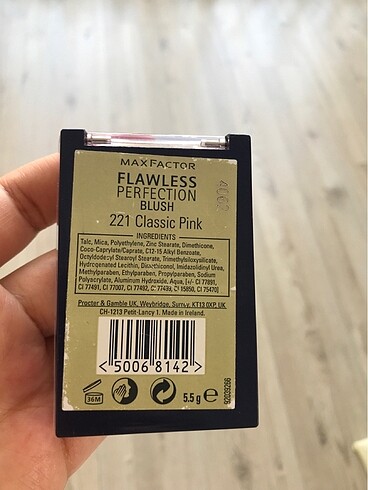 MAXFACTOR
FLAWLESS
PERFECTION
BLUSH
221 Classic Pink
INGREDIENTS
Talc, Mica, Polyethylene, Zinc Stearate, Dimethicone,
Coco-Caprylate/Caprate, C12-15 Alkyl Benzoate,
Octyldodecyl Stearoyl Stearate, Trimethylsiloxysilicate,
Hydrogenated Lecithin, Dimethiconol, Imidazolidinyl Urea,
Methylparaben, Ethylparaben, Propylparaben, Sodium
Polyacrylate, Aluminum Hydroxide, Aqua, [+/- CI 77891,
CI 77491, CI 77007, CI 77492, CI 77499, CI 15850, CI 75470]
Procter & Gamble UK, Weybridge, Surrey, KT13 0XP, UK.
CH-1213 Petit-Lancy 1. Made in Ireland.
<5006 8142>
36M
5.5 g e